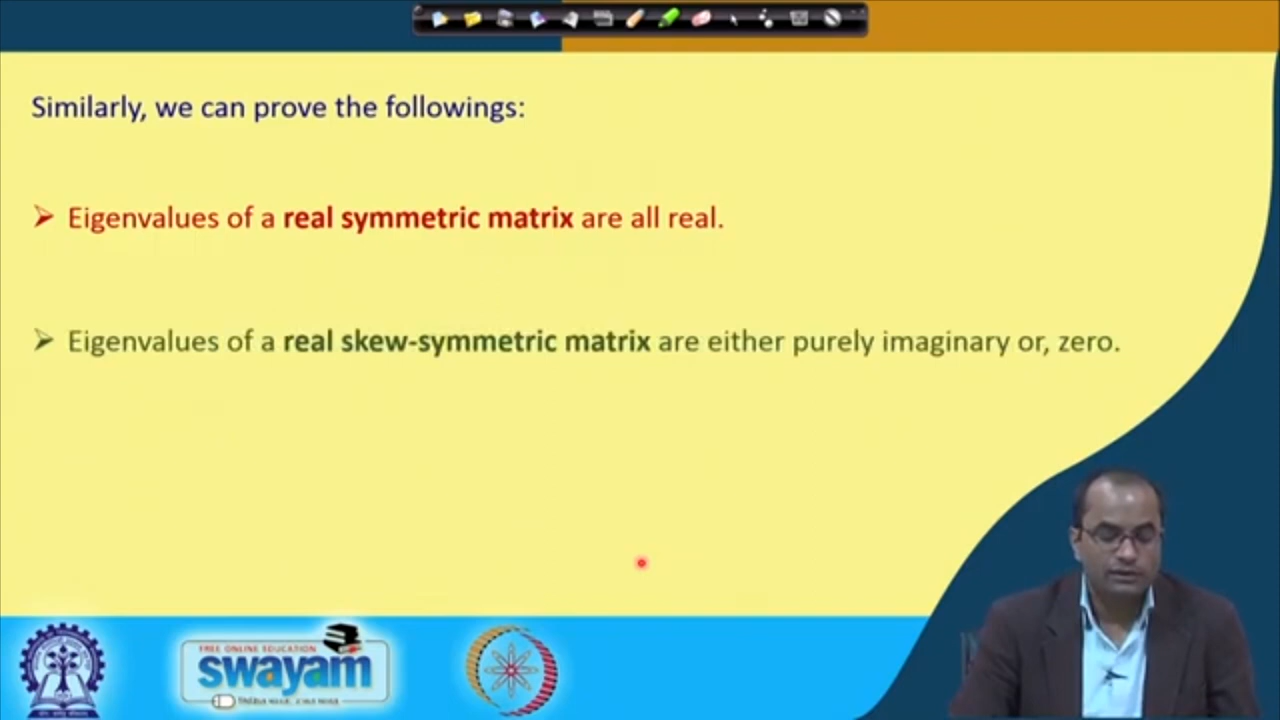 Similarly, we can prove the followings:
➢ Eigenvalues of a real symmetric matrix are all real.
➢ Eigenvalues of a real skew-symmetric matrix are either purely imaginary or, zero.
FREE ONLINE EDUCATION
swayam